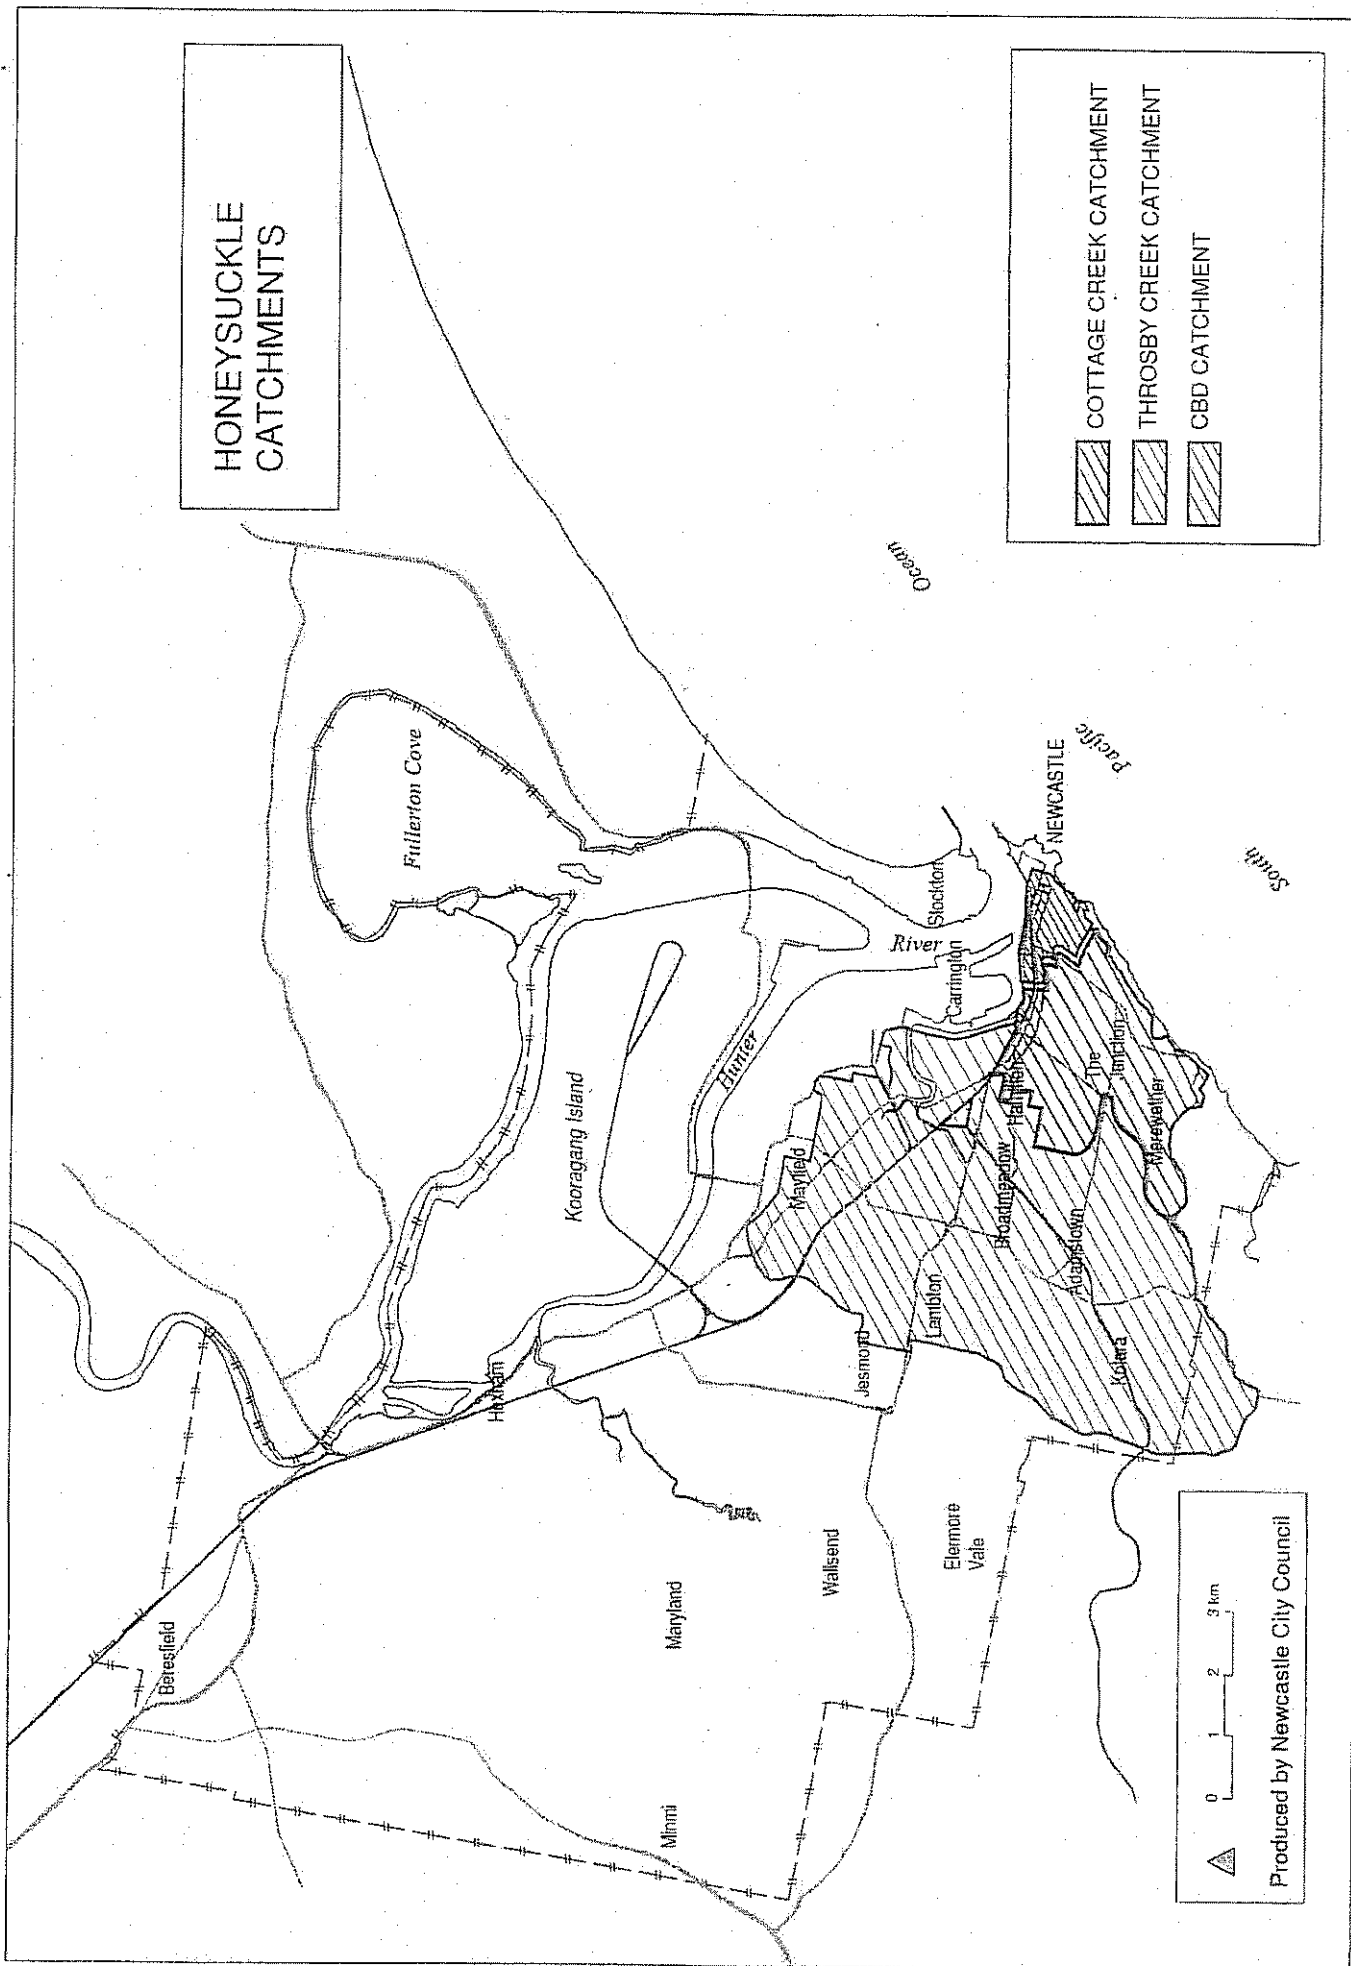 HONEYSUCKLE
CATCHMENTS
Fullerton Cove
Kooragang Island
Hunter
River
Beresfield
Hexham
Minmi
Maryland
Wallsend
Jesmond
Elermore
Vale
Mayfield
Lambton
Broadmeadow
Hamilton
Adamstown
Kotara
The
Junction
Merewether
Carrington
Stockton
NEWCASTLE
South
Pacific
Ocean
COTTAGE CREEK CATCHMENT
THROSBY CREEK CATCHMENT
CBD CATCHMENT
0 1 2 3 km
Produced by Newcastle City Council